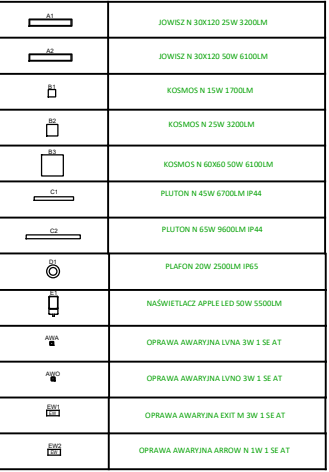 A1
JOWISZ N 30X120 25W 3200LM
A2
JOWISZ N 30X120 50W 6100LM
B1
KOSMOS N 15W 1700LM
B2
KOSMOS N 25W 3200LM
B3
KOSMOS N 60X60 50W 6100LM
C1
PLUTON N 45W 6700LM IP44
C2
PLUTON N 65W 9600LM IP44
D1
PLAFON 20W 2500LM IP65
E1
NAŚWIETLACZ APPLE LED 50W 5500LM
AWA
OPRAWA AWARYJNA LVNA 3W 1 SE AT
AWO
OPRAWA AWARYJNA LVNO 3W 1 SE AT
EW1
OPRAWA AWARYJNA EXIT M 3W 1 SE AT
EW2
OPRAWA AWARYJNA ARROW N 1W 1 SE AT